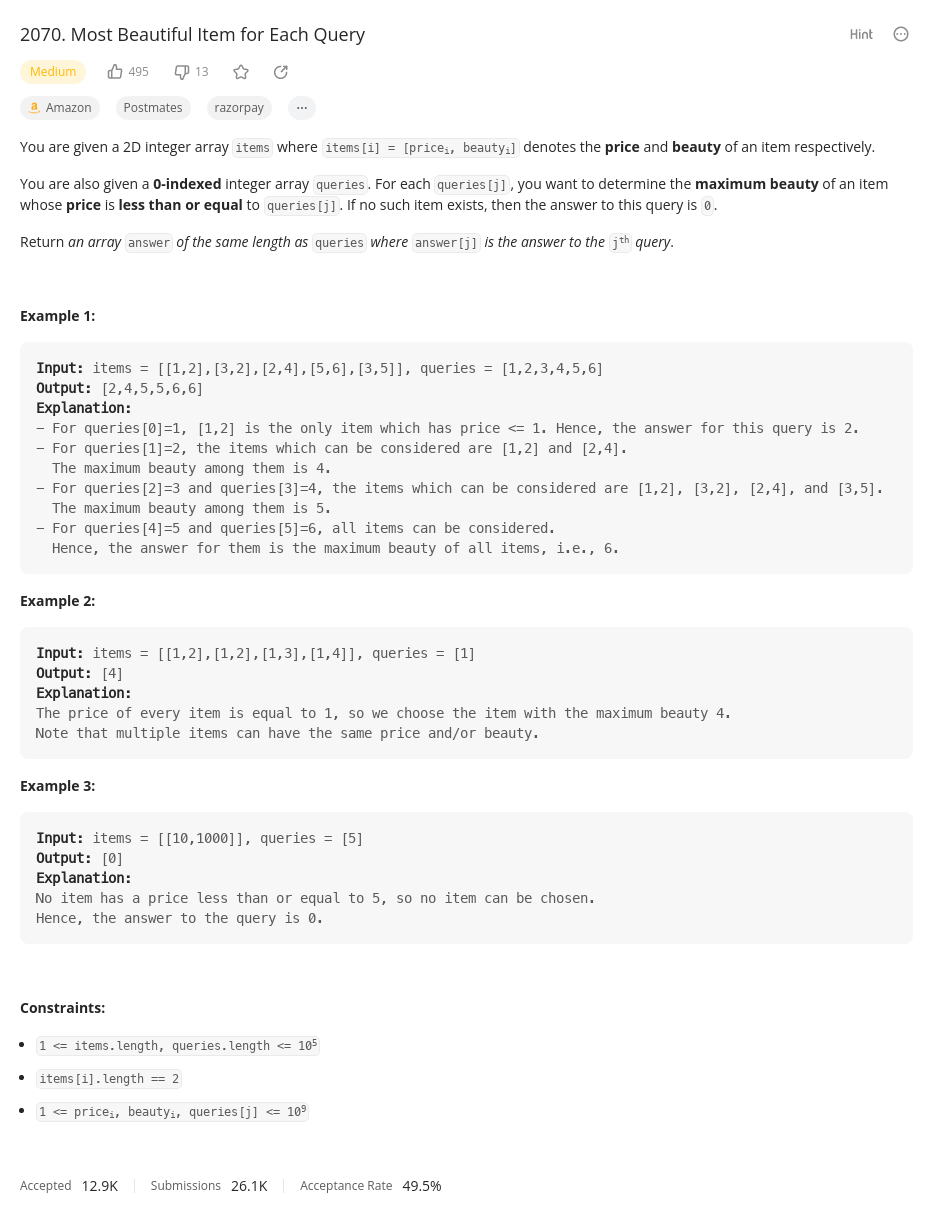 2070. Most Beautiful Item for Each Query
Hint
Medium 495 13
Amazon Postmates razorpay ...
You are given a 2D integer array items where items[i] = [priceᵢ, beautyᵢ] denotes the price and beauty of an item respectively.
You are also given a 0-indexed integer array queries. For each queries[j], you want to determine the maximum beauty of an item
whose price is less than or equal to queries[j]. If no such item exists, then the answer to this query is 0.
Return an array answer of the same length as queries where answer[j] is the answer to the jᵗʰ query.
Example 1:
Input: items = [[1,2],[3,2],[2,4],[5,6],[3,5]], queries = [1,2,3,4,5,6]
Output: [2,4,5,5,6,6]
Explanation:
- For queries[0]=1, [1,2] is the only item which has price <= 1. Hence, the answer for this query is 2.
- For queries[1]=2, the items which can be considered are [1,2] and [2,4].
The maximum beauty among them is 4.
- For queries[2]=3 and queries[3]=4, the items which can be considered are [1,2], [3,2], [2,4], and [3,5].
The maximum beauty among them is 5.
- For queries[4]=5 and queries[5]=6, all items can be considered.
Hence, the answer for them is the maximum beauty of all items, i.e., 6.
Example 2:
Input: items = [[1,2],[1,2],[1,3],[1,4]], queries = [1]
Output: [4]
Explanation:
The price of every item is equal to 1, so we choose the item with the maximum beauty 4.
Note that multiple items can have the same price and/or beauty.
Example 3:
Input: items = [[10,1000]], queries = [5]
Output: [0]
Explanation:
No item has a price less than or equal to 5, so no item can be chosen.
Hence, the answer to the query is 0.
Constraints:
• 1 <= items.length, queries.length <= 10⁵
• items[i].length == 2
• 1 <= priceᵢ, beautyᵢ, queries[j] <= 10⁹
Accepted 12.9K Submissions 26.1K Acceptance Rate 49.5%